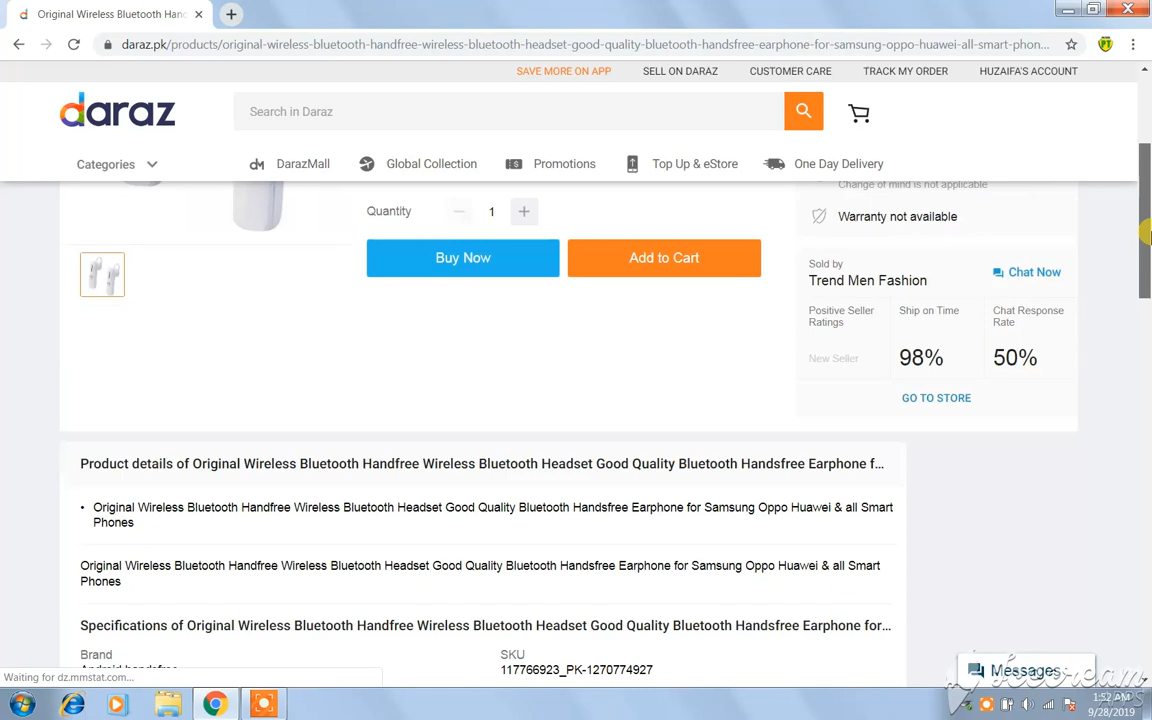 Original Wireless Bluetooth Hand
daraz.pk/products/original-wireless-bluetooth-handfree-wireless-bluetooth-headset-good-quality-bluetooth-handsfree-earphone-for-samsung-oppo-huawei-all-smart-phon...
SAVE MORE ON APP SELL ON DARAZ CUSTOMER CARE TRACK MY ORDER HUZAIFA'S ACCOUNT
daraz
Search in Daraz
Categories DarazMall Global Collection Promotions Top Up & eStore One Day Delivery
Change of mind is not applicable
Quantity 1
Warranty not available
Buy Now Add to Cart
Sold by
Trend Men Fashion
Chat Now
Positive Seller Ratings
Ship on Time
Chat Response Rate
New Seller
98%
50%
GO TO STORE
Product details of Original Wireless Bluetooth Handfree Wireless Bluetooth Headset Good Quality Bluetooth Handsfree Earphone f...
• Original Wireless Bluetooth Handfree Wireless Bluetooth Headset Good Quality Bluetooth Handsfree Earphone for Samsung Oppo Huawei & all Smart
Phones
Original Wireless Bluetooth Handfree Wireless Bluetooth Headset Good Quality Bluetooth Handsfree Earphone for Samsung Oppo Huawei & all Smart
Phones
Specifications of Original Wireless Bluetooth Handfree Wireless Bluetooth Headset Good Quality Bluetooth Handsfree Earphone for...
Brand
Android handsfree
SKU
117766923_PK-1270774927
Messages
Waiting for dz.mmstat.com...
Icecream
APPS
1:52 AM
9/28/2019